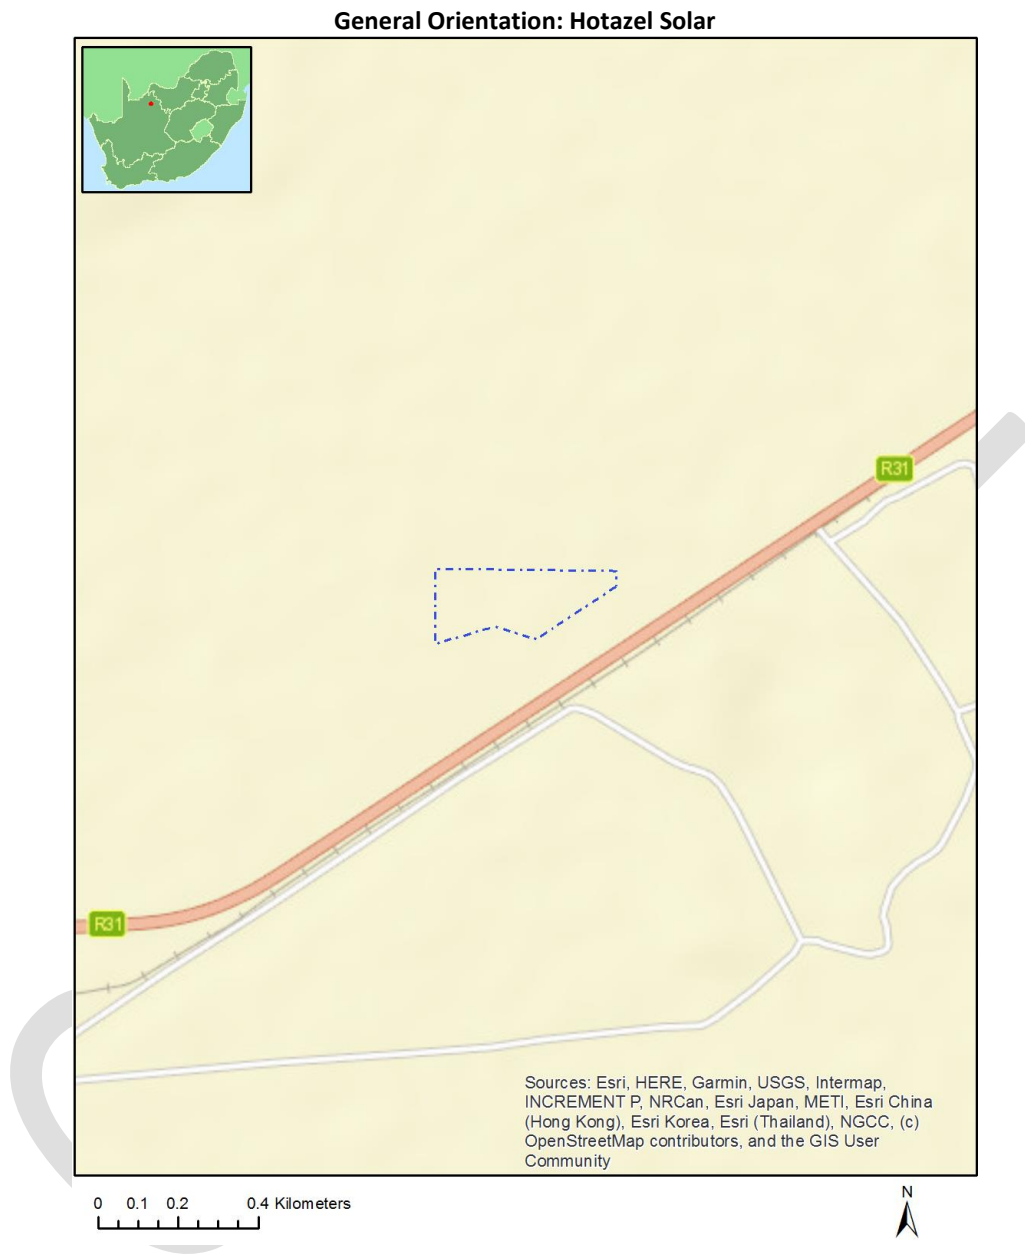 General Orientation: Hotazel Solar
R31
R31
Sources: Esri, HERE, Garmin, USGS, Intermap,
INCREMENT P, NRCan, Esri Japan, METI, Esri China
(Hong Kong), Esri Korea, Esri (Thailand), NGCC, (c)
OpenStreetMap contributors, and the GIS User
Community
0 0.1 0.2 0.4 Kilometers
N